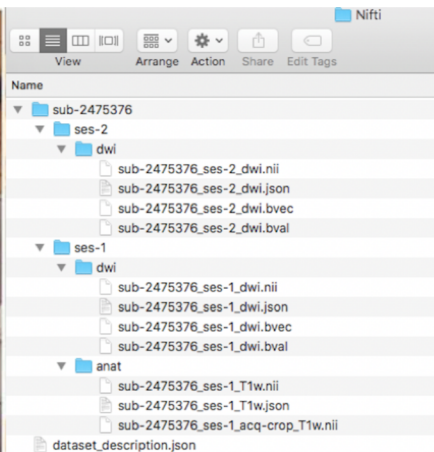 Nifti
View Arrange Action Share Edit Tags
Name
sub-2475376
ses-2
dwi
sub-2475376_ses-2_dwi.nii
sub-2475376_ses-2_dwi.json
sub-2475376_ses-2_dwi.bvec
sub-2475376_ses-2_dwi.bval
ses-1
dwi
sub-2475376_ses-1_dwi.nii
sub-2475376_ses-1_dwi.json
sub-2475376_ses-1_dwi.bvec
sub-2475376_ses-1_dwi.bval
anat
sub-2475376_ses-1_T1w.nii
sub-2475376_ses-1_T1w.json
sub-2475376_ses-1_acq-crop_T1w.nii
dataset_description.json